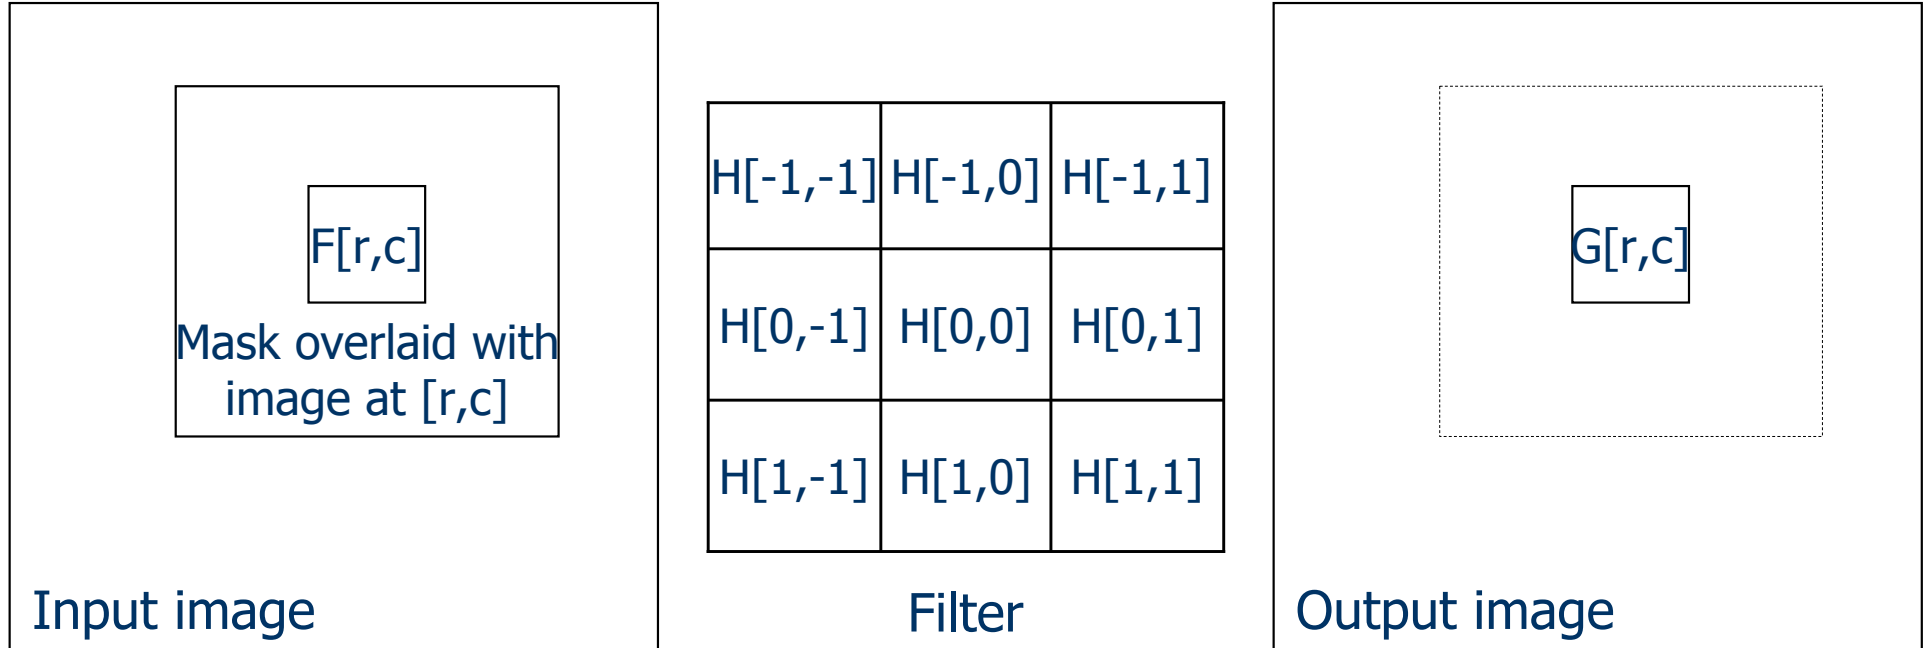 F[r,c]
Mask overlaid with
image at [r,c]
Input image
H[-1,-1] H[-1,0] H[-1,1]
H[0,-1] H[0,0] H[0,1]
H[1,-1] H[1,0] H[1,1]
Filter
G[r,c]
Output image